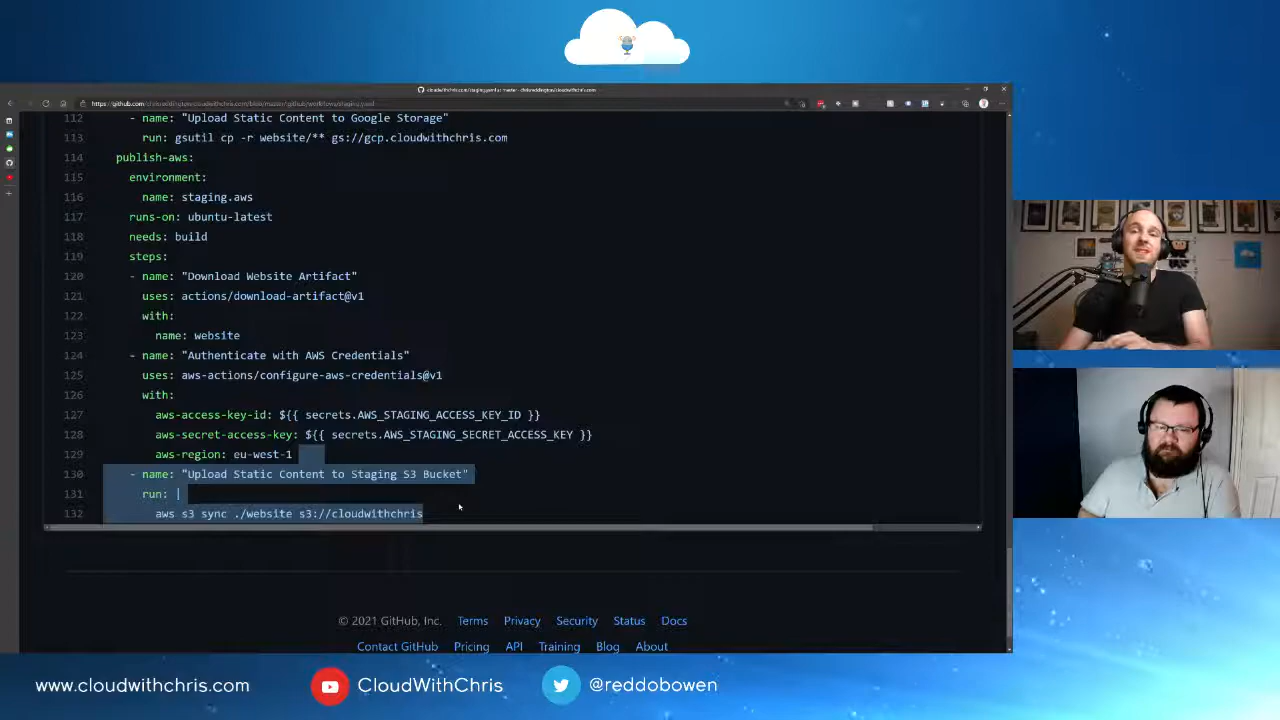 112 - name: "Upload Static Content to Google Storage"
113 run: gsutil cp -r website/** gs://gcp.cloudwithchris.com
114 publish-aws:
115 environment:
116 name: staging.aws
117 runs-on: ubuntu-latest
118 needs: build
119 steps:
120 - name: "Download Website Artifact"
121 uses: actions/download-artifact@v1
122 with:
123 name: website
124 - name: "Authenticate with AWS Credentials"
125 uses: aws-actions/configure-aws-credentials@v1
126 with:
127 aws-access-key-id: ${{ secrets.AWS_STAGING_ACCESS_KEY_ID }}
128 aws-secret-access-key: ${{ secrets.AWS_STAGING_SECRET_ACCESS_KEY }}
129 aws-region: eu-west-1
130 - name: "Upload Static Content to Staging S3 Bucket"
131 run: |
132 aws s3 sync ./website s3://cloudwithchris
© 2021 GitHub, Inc. Terms Privacy Security Status Docs
Contact GitHub Pricing API Training Blog About
www.cloudwithchris.com CloudWithChris @reddobowen